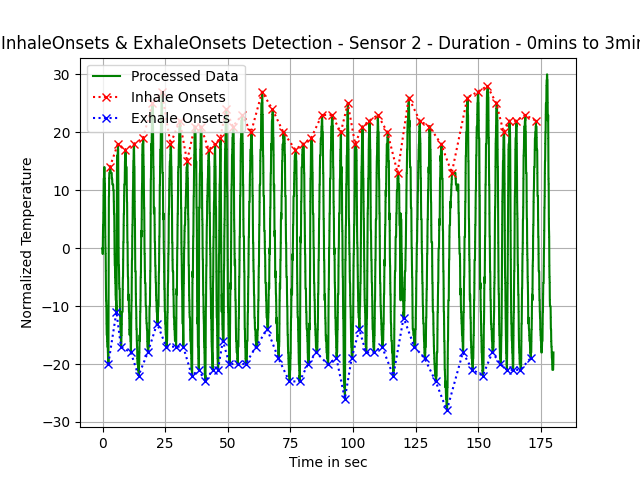 InhaleOnsets & ExhaleOnsets Detection - Sensor 2 - Duration - 0mins to 3min
Processed Data
Inhale Onsets
Exhale Onsets
30
20
10
0
−10
−20
−30
Normalized Temperature
0 25 50 75 100 125 150 175
Time in sec